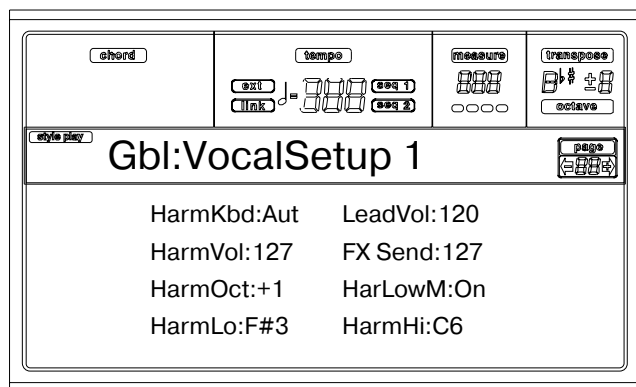 chord
tempo
measure
transpose
ext
seq 1
link
seq 2
octave
style play
Gbl:VocalSetup 1
page
HarmKbd:Aut LeadVol:120
HarmVol:127 FX Send:127
HarmOct:+1 HarLowM:On
HarmLo:F#3 HarmHi:C6